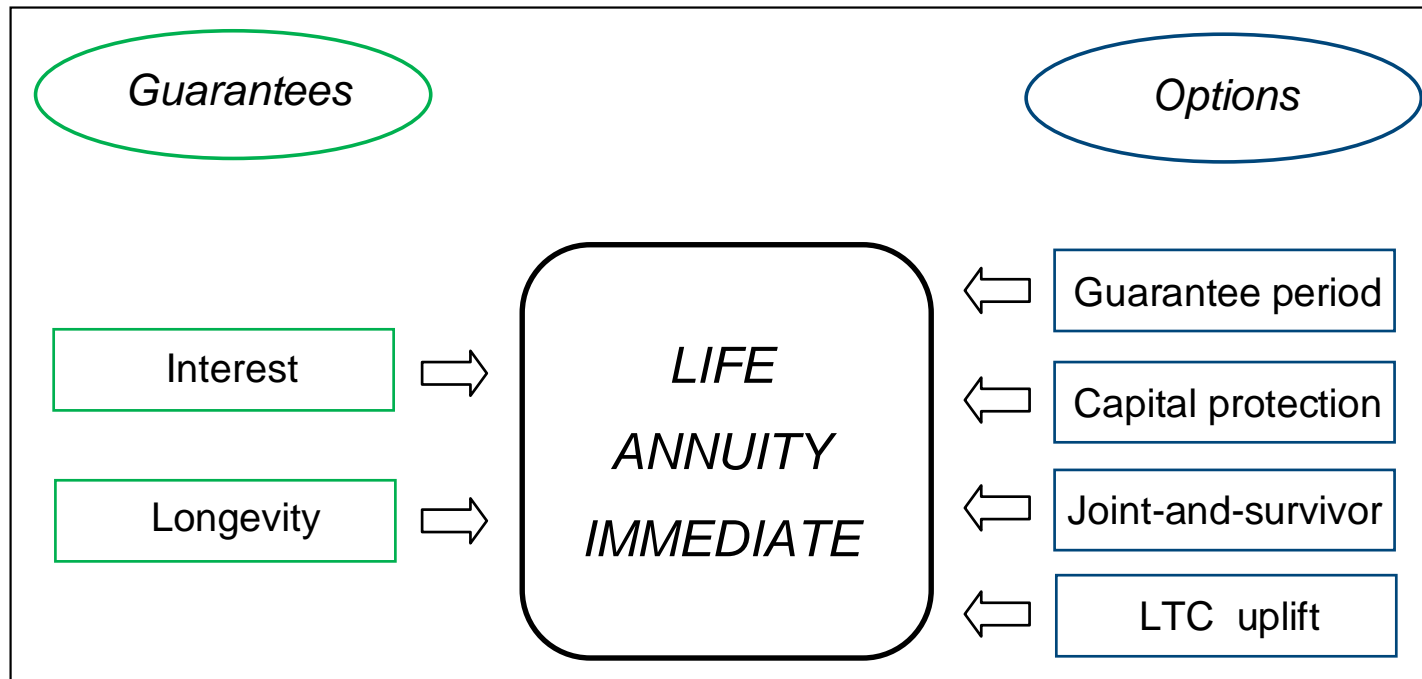 Guarantees
Options
Interest
Longevity
LIFE
ANNUITY
IMMEDIATE
Guarantee period
Capital protection
Joint-and-survivor
LTC uplift